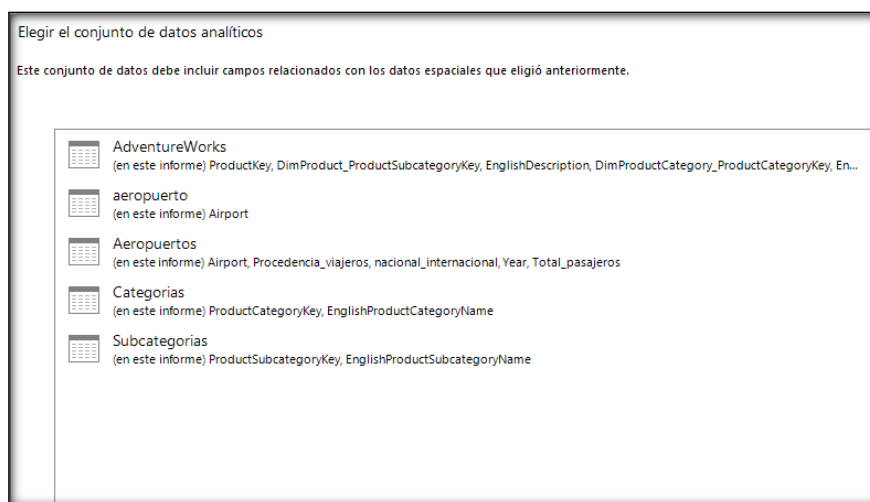 Elegir el conjunto de datos analíticos
Este conjunto de datos debe incluir campos relacionados con los datos espaciales que eligió anteriormente.
AdventureWorks
(en este informe) ProductKey, DimProduct_ProductSubcategoryKey, EnglishDescription, DimProductCategory_ProductCategoryKey, En...
aeropuerto
(en este informe) Airport
Aeropuertos
(en este informe) Airport, Procedencia_viajeros, nacional_internacional, Year, Total_pasajeros
Categorias
(en este informe) ProductCategoryKey, EnglishProductCategoryName
Subcategorias
(en este informe) ProductSubcategoryKey, EnglishProductSubcategoryName